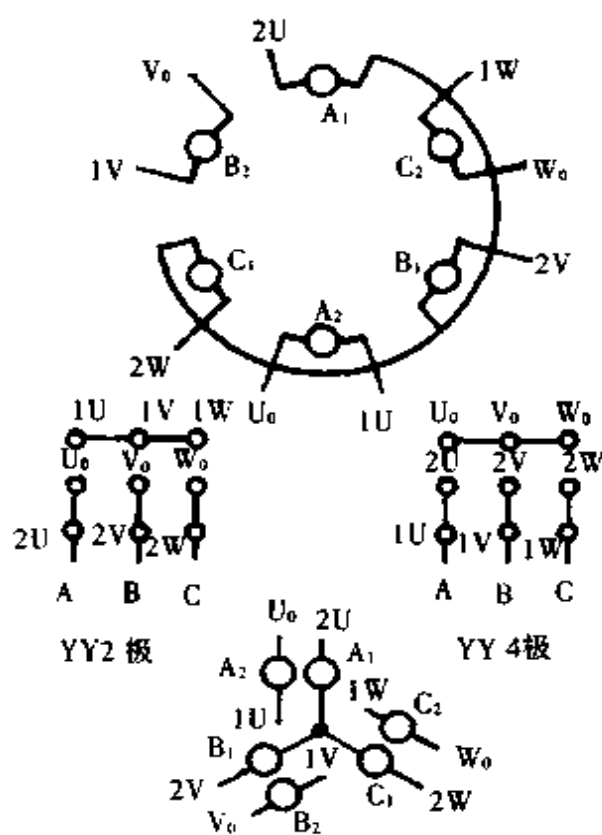 2U
V₀ 1W
A₁
1V B₂ C₂ W₀
C₁ B₁ 2V
A₂
2W
U₀ 1U
1U 1V 1W
U₀ V₀ W₀
2U 2V 2W
A B C
YY2 极
U₀ V₀ W₀
2U 2V 2W
1U 1V 1W
A B C
YY 4极
U₀ 2U
A₂ A₁
1W C₂
1U
B₁ 1V W₀
2V C₁ 2W
V₀ B₂